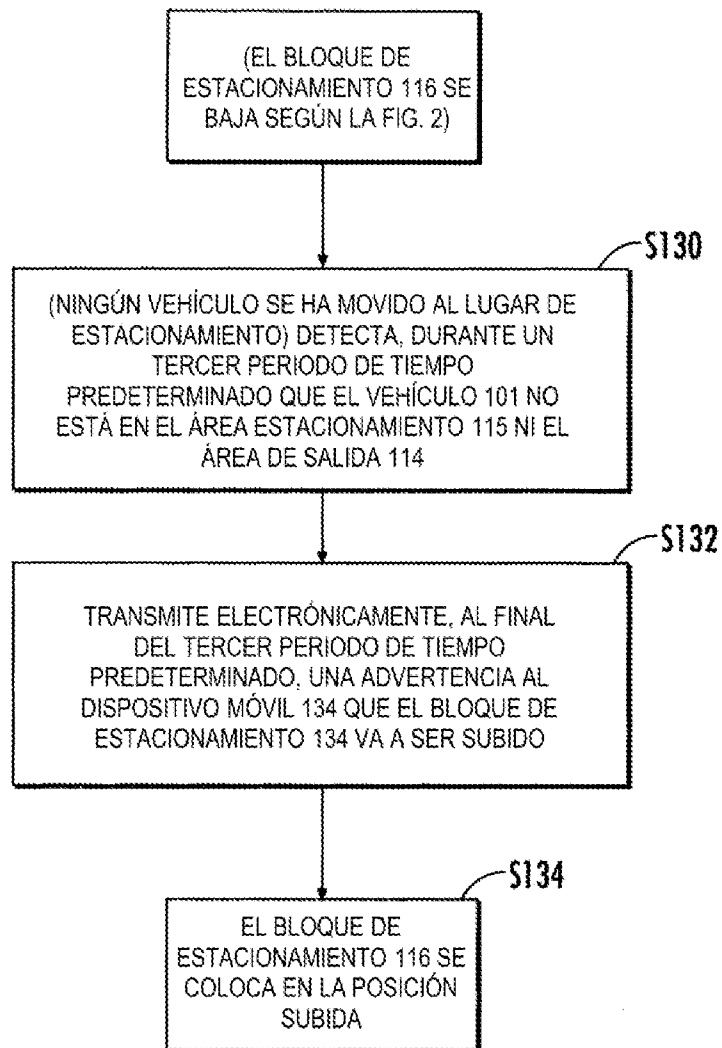 (EL BLOQUE DE
ESTACIONAMIENTO 116 SE
BAJA SEGÚN LA FIG. 2)
S130
(NINGÚN VEHÍCULO SE HA MOVIDO AL LUGAR DE
ESTACIONAMIENTO) DETECTA, DURANTE UN
TERCER PERIODO DE TIEMPO
PREDETERMINADO QUE EL VEHÍCULO 101 NO
ESTÁ EN EL ÁREA ESTACIONAMIENTO 115 NI EL
ÁREA DE SALIDA 114
S132
TRANSMITE ELECTRÓNICAMENTE, AL FINAL
DEL TERCER PERIODO DE TIEMPO
PREDETERMINADO, UNA ADVERTENCIA AL
DISPOSITIVO MÓVIL 134 QUE EL BLOQUE DE
ESTACIONAMIENTO 134 VA A SER SUBIDO
S134
EL BLOQUE DE
ESTACIONAMIENTO 116 SE
COLOCA EN LA POSICIÓN
SUBIDA